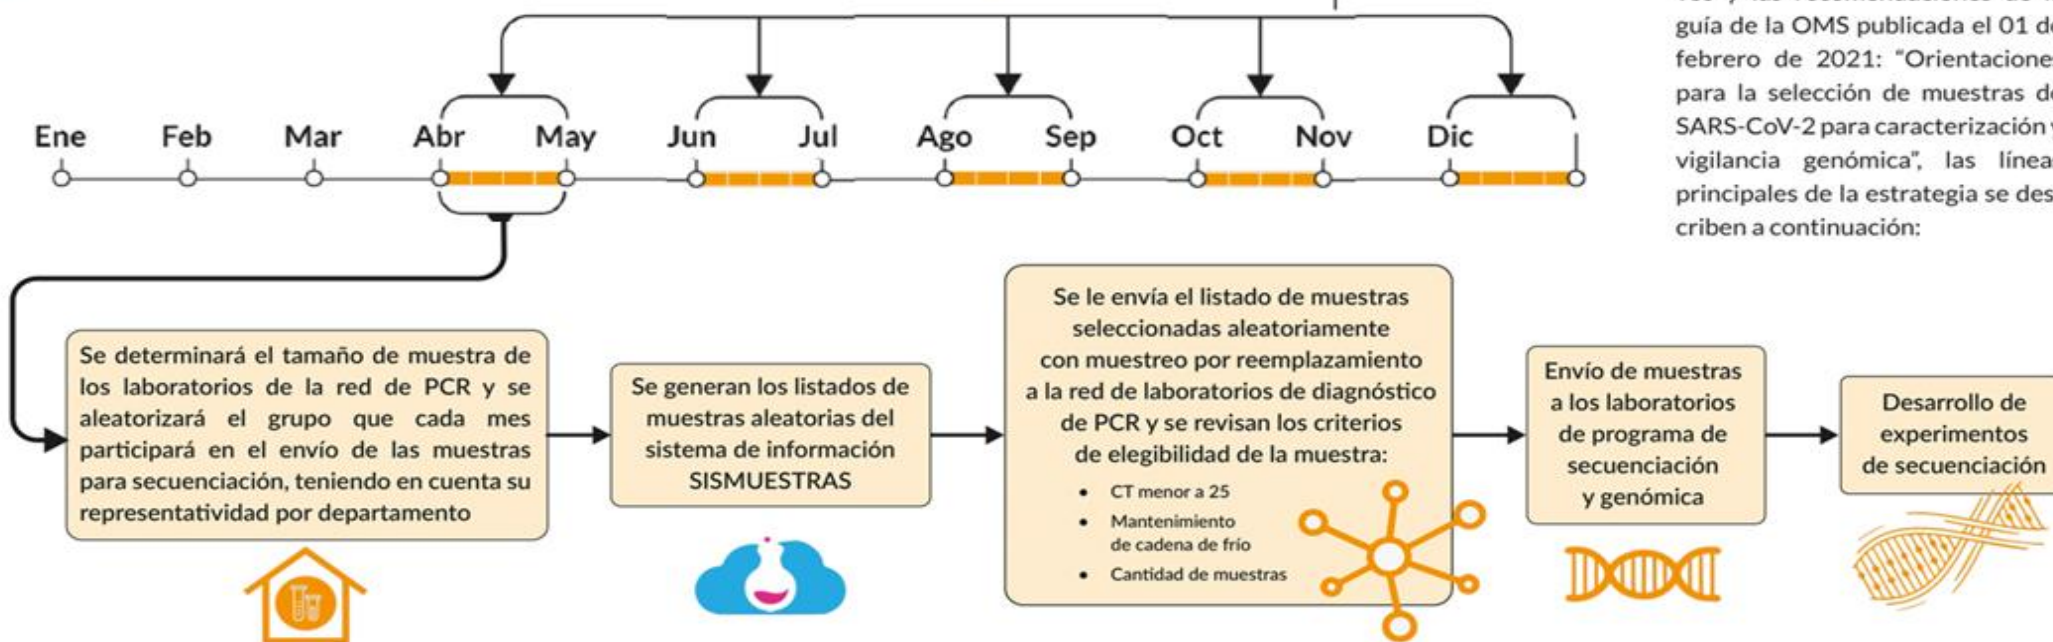 guía de la OMS publicada el 01 de
febrero de 2021: "Orientaciones
para la selección de muestras de
SARS-CoV-2 para caracterización y
vigilancia genómica", las líneas
principales de la estrategia se des-
criben a continuación:
Ene Feb Mar Abr May Jun Jul Ago Sep Oct Nov Dic
Se determinará el tamaño de muestra de
los laboratorios de la red de PCR y se
aleatorizará el grupo que cada mes
participará en el envío de las muestras
para secuenciación, teniendo en cuenta su
representatividad por departamento
Se generan los listados de
muestras aleatorias del
sistema de información
SISMUESTRAS
Se le envía el listado de muestras
seleccionadas aleatoriamente
con muestreo por reemplazamiento
a la red de laboratorios de diagnóstico
de PCR y se revisan los criterios
de elegibilidad de la muestra:
• CT menor a 25
• Mantenimiento
de cadena de frío
• Cantidad de muestras
Envío de muestras
a los laboratorios
de programa de
secuenciación
y genómica
Desarrollo de
experimentos
de secuenciación